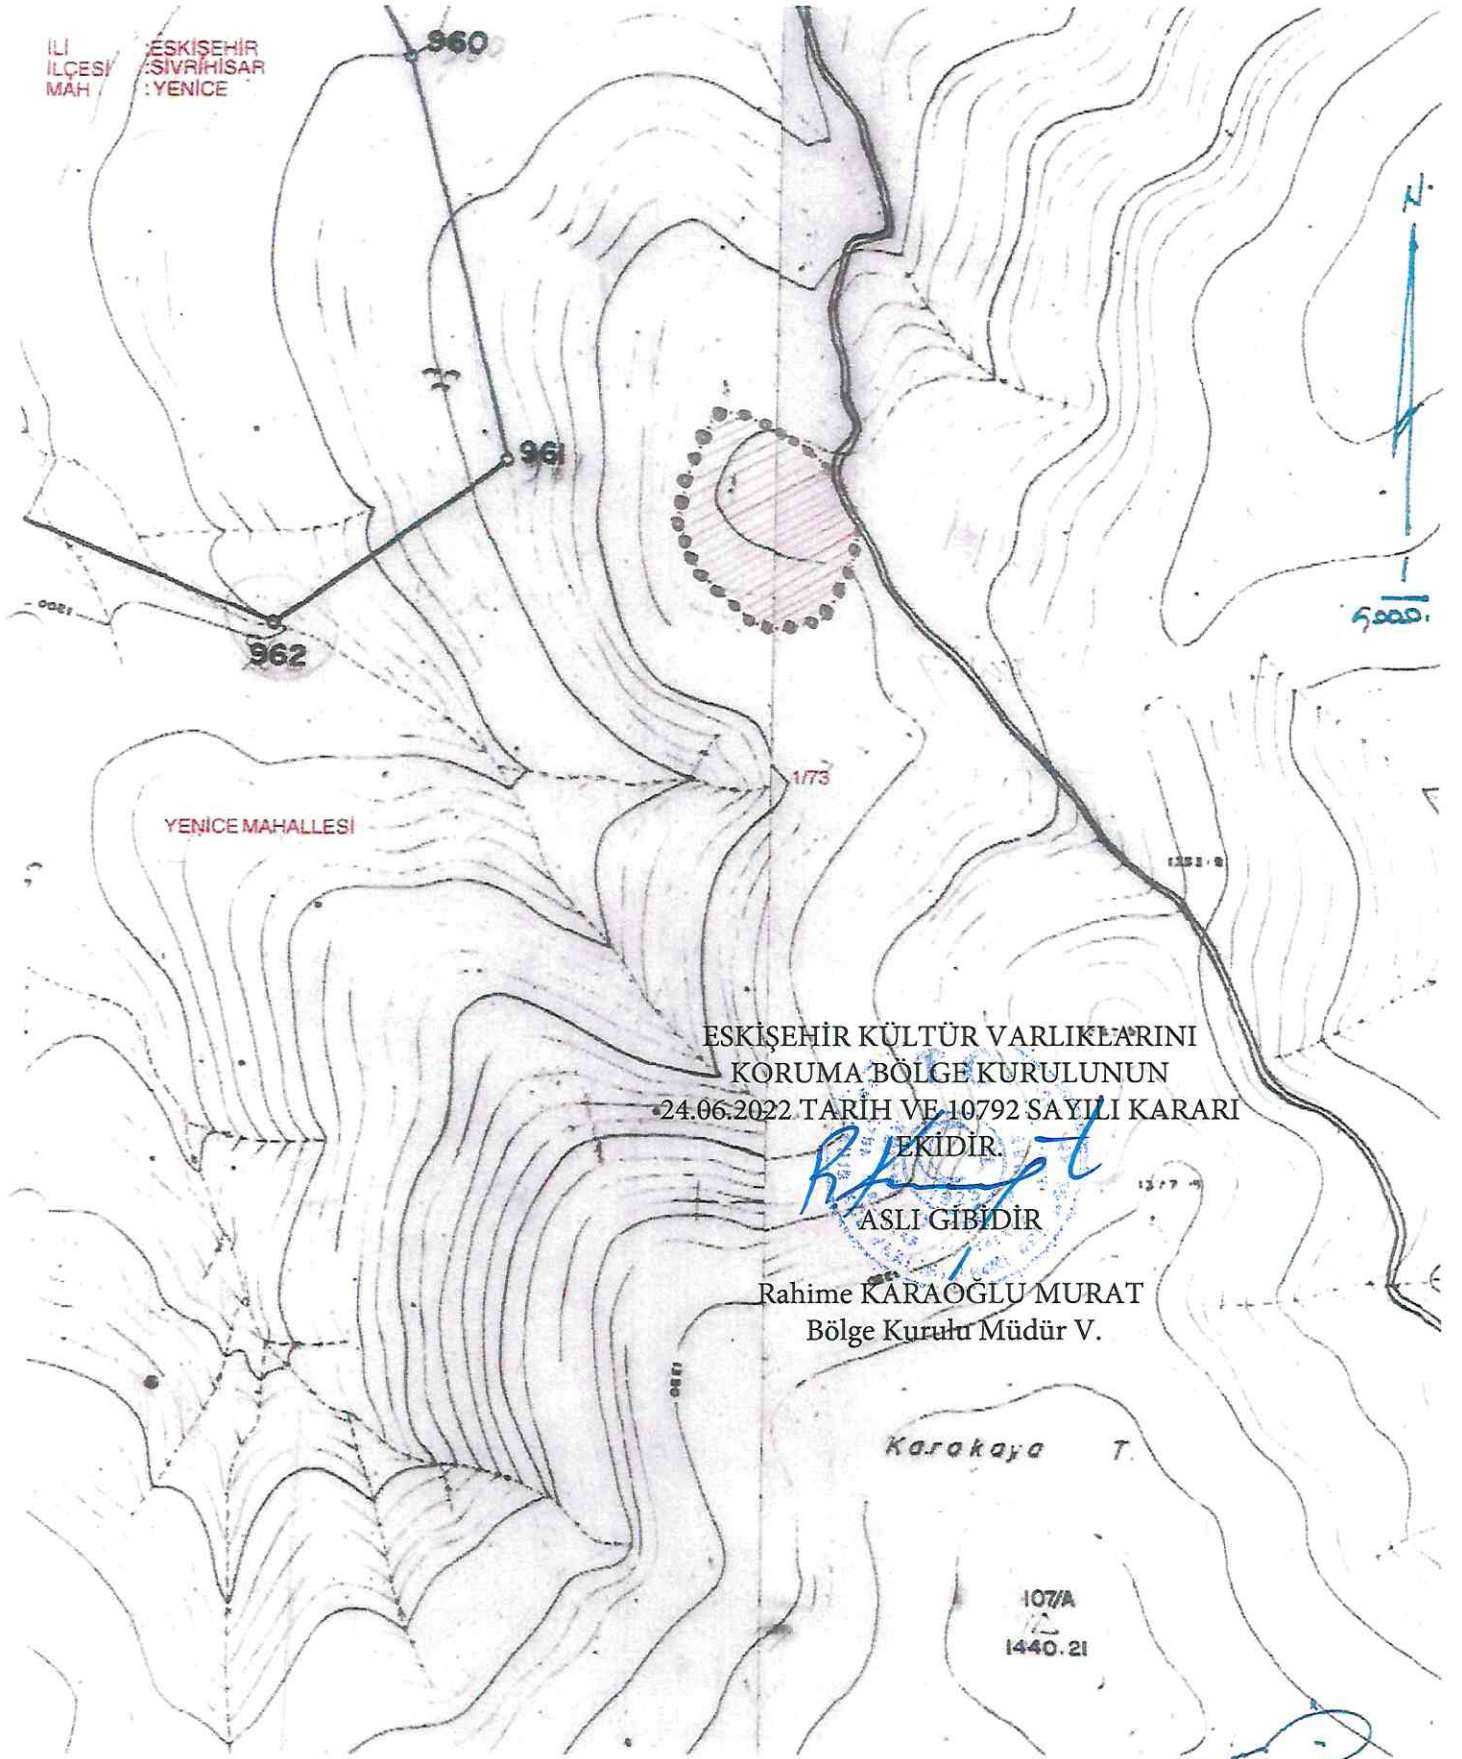 İLİ :ESKİŞEHİR
İLÇESİ :SİVRİHİSAR
MAH :YENİCE
960
N.
961
5000.
1200
962
1/73
YENİCE MAHALLESİ
ESKİŞEHİR KÜLTÜR VARLIKLARINI
KORUMA BÖLGE KURULUNUN
24.06.2022 TARİH VE 10792 SAYILI KARARI
EKİDİR.
ASLI GİBİDİR
Rahime KARAOĞLU MURAT
Bölge Kurulu Müdür V.
1350
Karakaya T.
107/A
1440.21